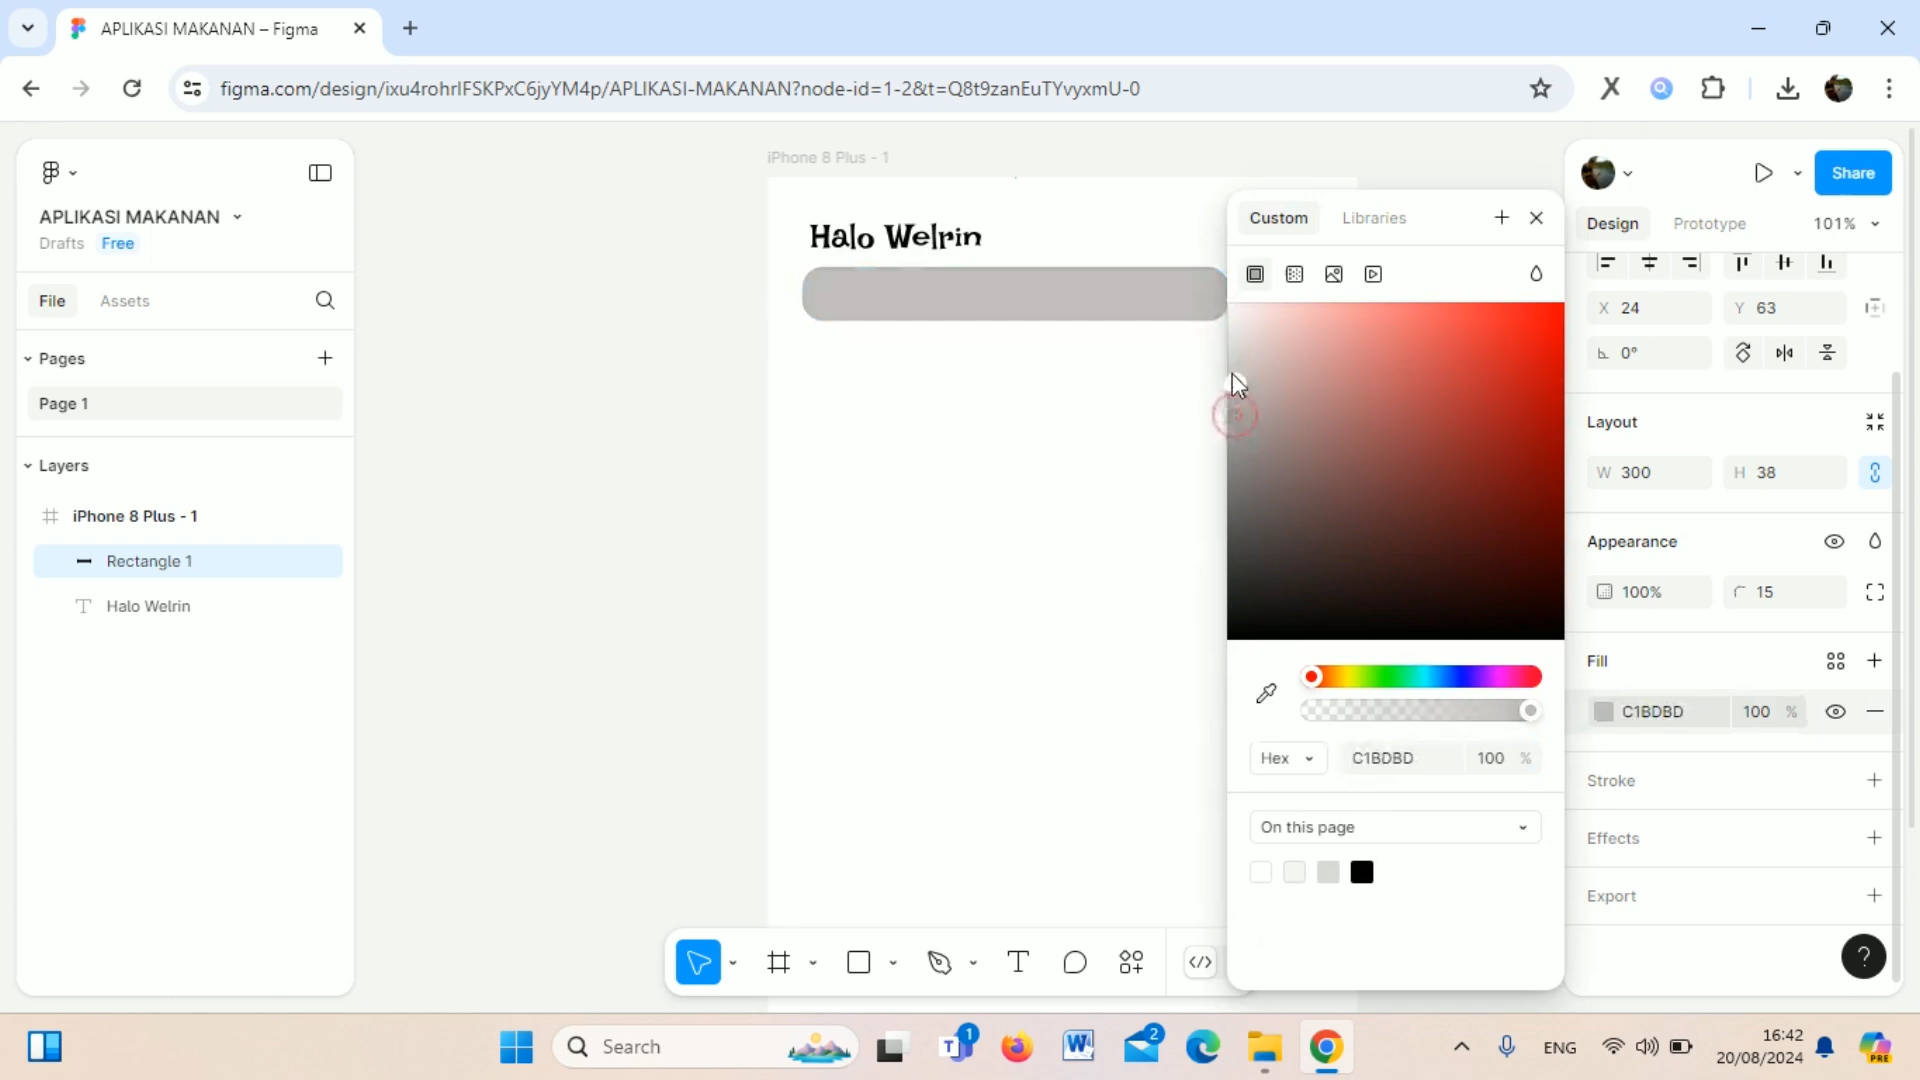 APLIKASI MAKANAN – Figma
figma.com/design/ixu4rohrlFSKPxC6jyYM4p/APLIKASI-MAKANAN?node-id=1-2&t=Q8t9zanEuTYvyxmU-0
APLIKASI MAKANAN
Drafts Free
File Assets
Pages
Page 1
Layers
iPhone 8 Plus - 1
Rectangle 1
Halo Welrin
iPhone 8 Plus - 1
Halo Welrin
Custom Libraries
Hex C1BDBD 100 %
On this page
Share
Design Prototype 101%
X 24 Y 63
0°
Layout
W 300 H 38
Appearance
100% 15
Fill
C1BDBD 100 %
Stroke
Effects
Export
?
Search
1
T
W
2
ENG
16:42
20/08/2024
PRE